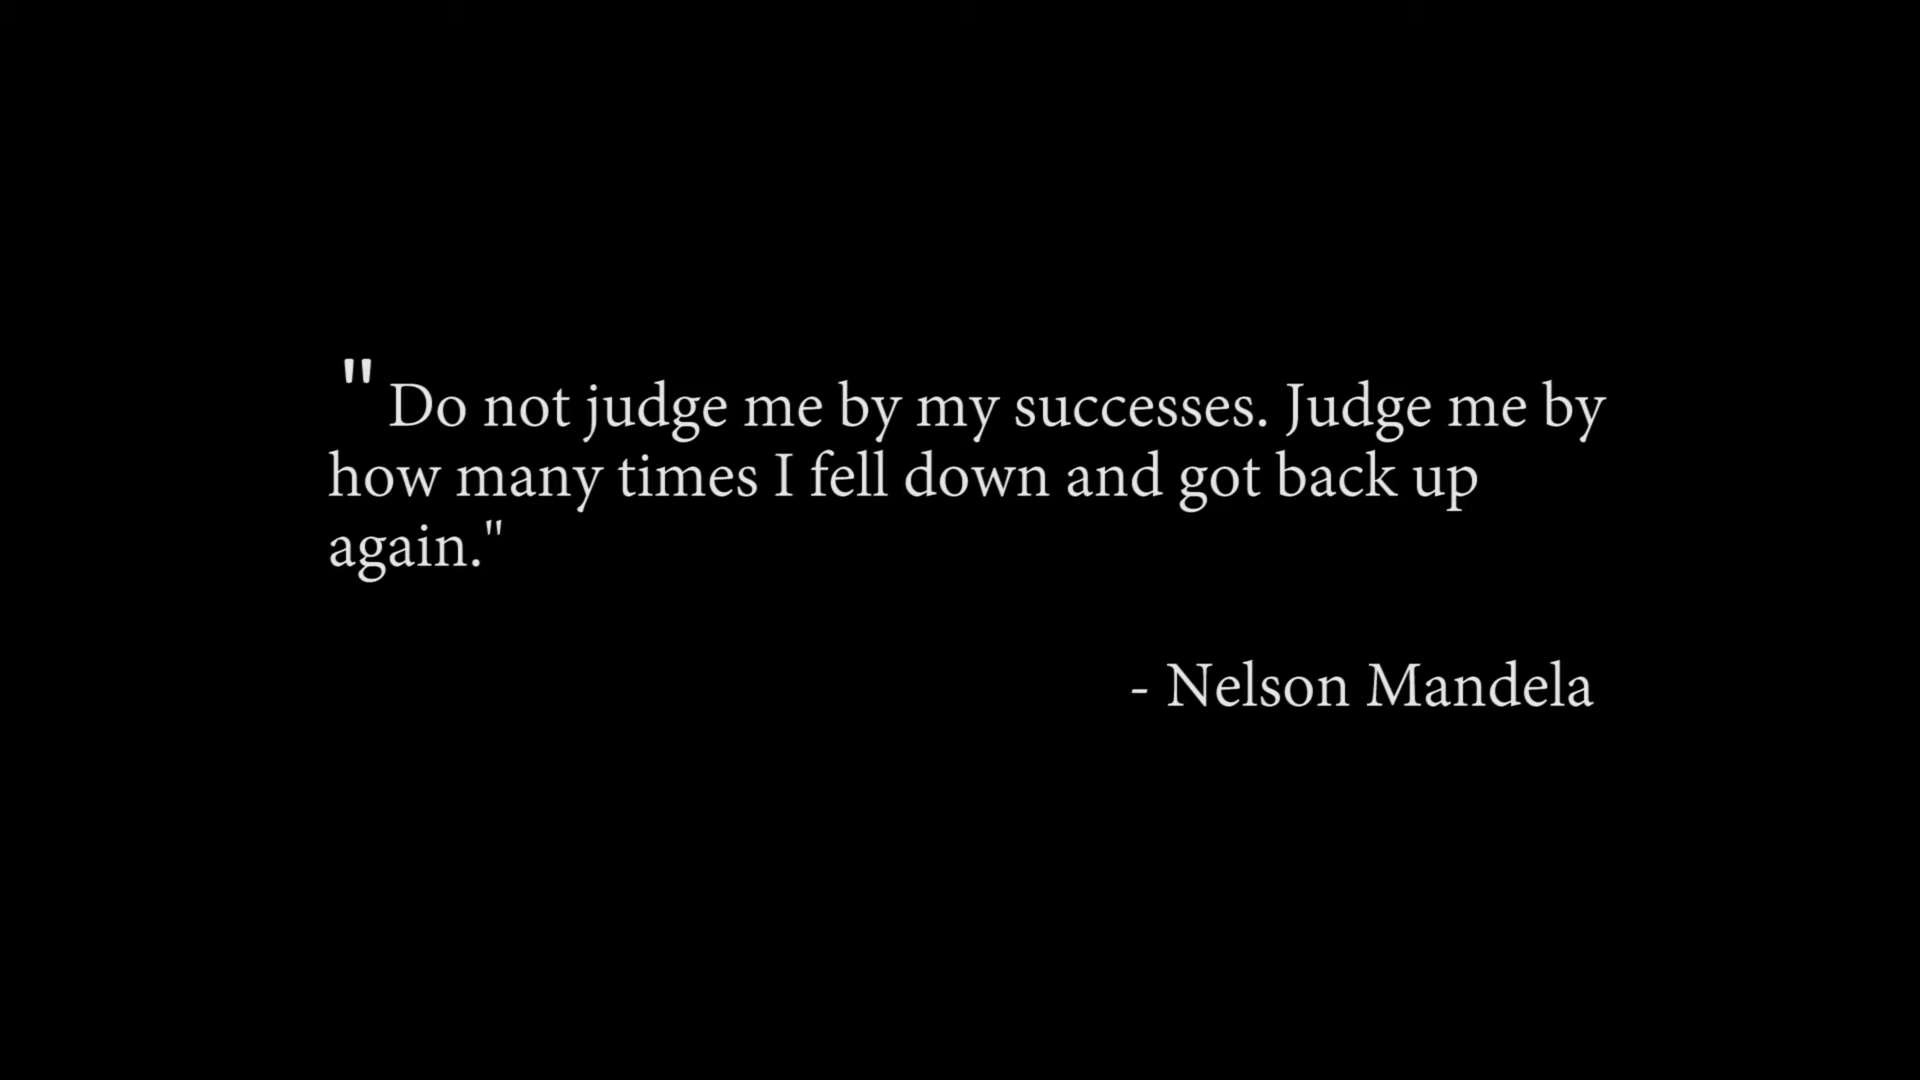 "Do not judge me by my successes. Judge me by
how many times I fell down and got back up
again."
- Nelson Mandela